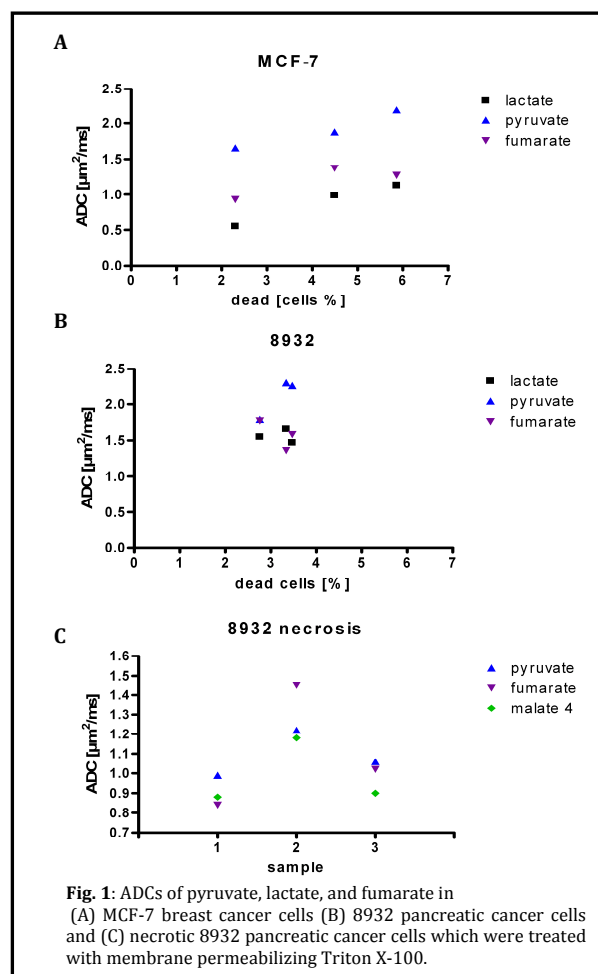 A
MCF-7
2.5
2.0
1.5
1.0
0.5
0.0
ADC [µm²/ms]
0 1 2 3 4 5 6 7
dead [cells %]
lactate
pyruvate
fumarate
B
8932
2.5
2.0
1.5
1.0
0.5
0.0
ADC [µm²/ms]
0 1 2 3 4 5 6 7
dead cells [%]
lactate
pyruvate
fumarate
C
8932 necrosis
1.6
1.5
1.4
1.3
1.2
1.1
1.0
0.9
0.8
0.7
ADC [µm²/ms]
1 2 3
sample
pyruvate
fumarate
malate 4
Fig. 1: ADCs of pyruvate, lactate, and fumarate in
(A) MCF-7 breast cancer cells (B) 8932 pancreatic cancer cells
and (C) necrotic 8932 pancreatic cancer cells which were treated
with membrane permeabilizing Triton X-100.